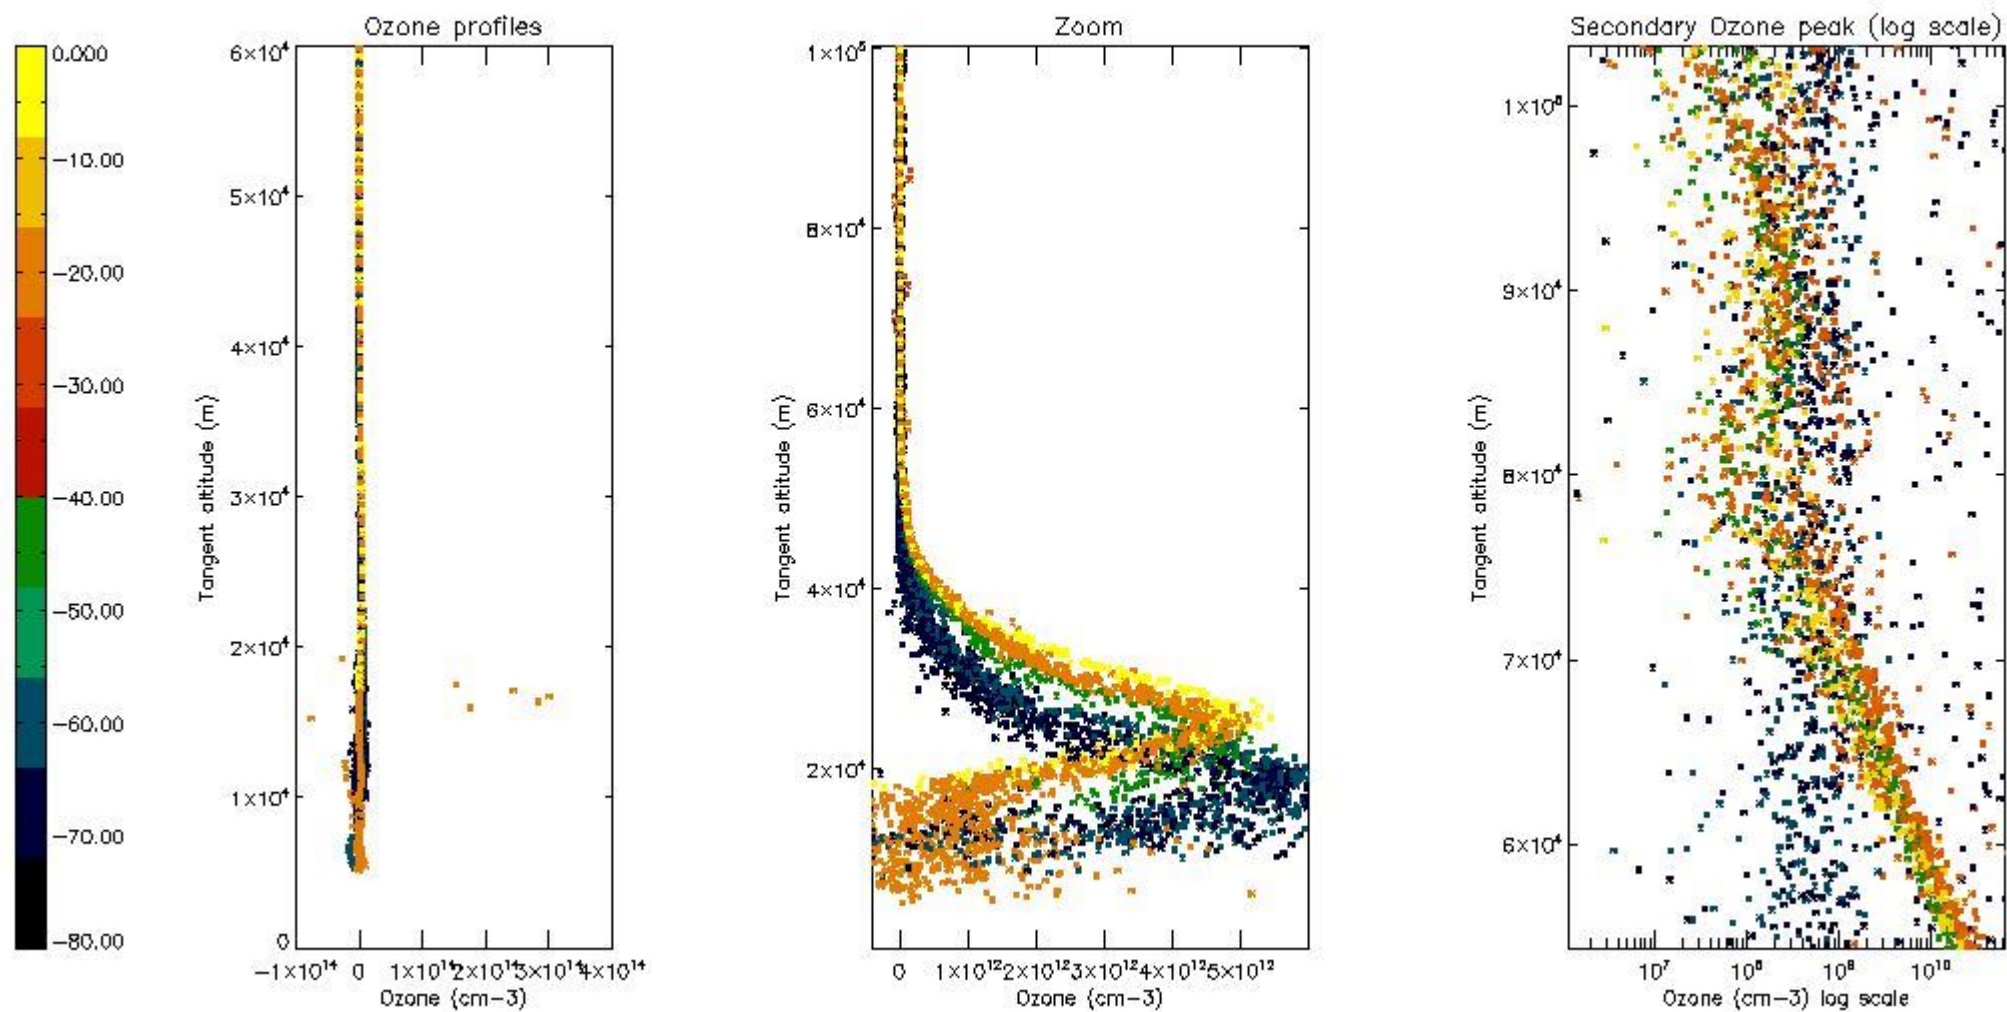 Ozone profiles
Zoom
Secondary Ozone peak (log scale)
0.000
−10.00
−20.00
−30.00
−40.00
−50.00
−60.00
−70.00
−80.00
6×10⁴
5×10⁴
4×10⁴
3×10⁴
2×10⁴
1×10⁴
0
Tangent altitude (m)
−1×10¹⁴ 0 1×10¹⁴ 2×10¹⁴ 3×10¹⁴ 4×10¹⁴
Ozone (cm−3)
1×10⁵
8×10⁴
6×10⁴
4×10⁴
2×10⁴
Tangent altitude (m)
0 1×10¹² 2×10¹² 3×10¹² 4×10¹² 5×10¹²
Ozone (cm−3)
1×10⁵
9×10⁴
8×10⁴
7×10⁴
6×10⁴
Tangent altitude (m)
10⁷ 10⁸ 10⁹ 10¹⁰
Ozone (cm−3) log scale